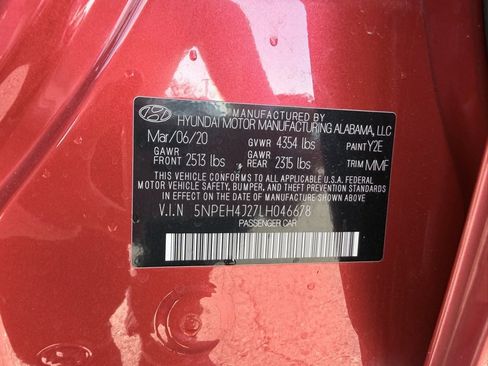 MANUFACTURED BY
HYUNDAI MOTOR MANUFACTURING ALABAMA, LLC
Mar/06/20 GVWR 4354 lbs PAINT Y2E
GAWR FRONT 2513 lbs GAWR REAR 2315 lbs TRIM MMF
THIS VEHICLE CONFORMS TO ALL APPLICABLE U.S.A. FEDERAL
MOTOR VEHICLE SAFETY, BUMPER, AND THEFT PREVENTION STANDARDS
IN EFFECT ON THE DATE OF MANUFACTURE SHOWN ABOVE.
V.I.N 5NPEH4J27LH046678
PASSENGER CAR